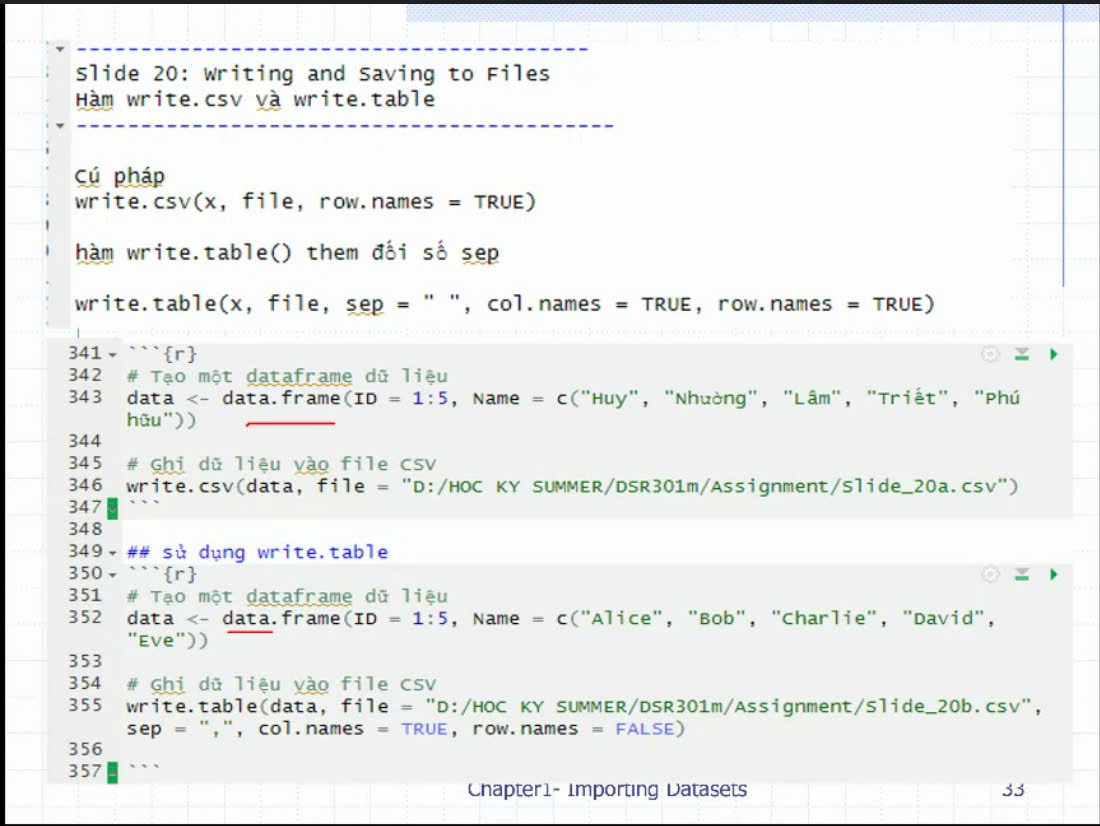 ---------------------------------------
Slide 20: Writing and Saving to Files
Hàm write.csv và write.table
-----------------------------------------
Cú pháp
write.csv(x, file, row.names = TRUE)
hàm write.table() them đối số sep
write.table(x, file, sep = " ", col.names = TRUE, row.names = TRUE)
341 ```{r}
342 # Tạo một dataframe dữ liệu
343 data <- data.frame(ID = 1:5, Name = c("Huy", "Nhường", "Lâm", "Triết", "Phú
hữu"))
344
345 # Ghi dữ liệu vào file CSV
346 write.csv(data, file = "D:/HOC KY SUMMER/DSR301m/Assignment/Slide_20a.csv")
347 ```
348
349 ## sử dụng write.table
350 ```{r}
351 # Tạo một dataframe dữ liệu
352 data <- data.frame(ID = 1:5, Name = c("Alice", "Bob", "Charlie", "David",
"Eve"))
353
354 # Ghi dữ liệu vào file CSV
355 write.table(data, file = "D:/HOC KY SUMMER/DSR301m/Assignment/Slide_20b.csv",
sep = ",", col.names = TRUE, row.names = FALSE)
356
357 ```
Chapter1- Importing Datasets 33